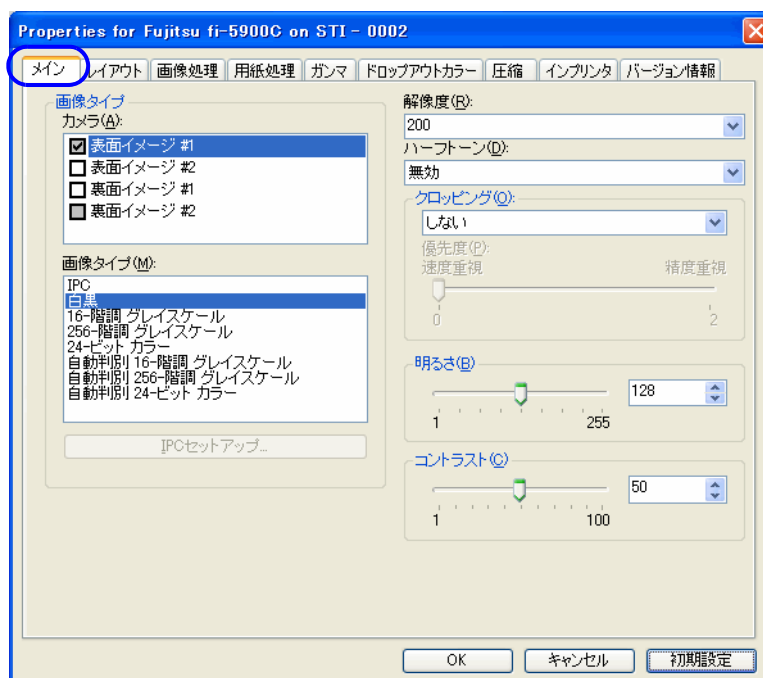 Properties for Fujitsu fi-5900C on STI - 0002
メイン レイアウト 画像処理 用紙処理 ガンマ ドロップアウトカラー 圧縮 インプリンタ バージョン情報
画像タイプ
カメラ(A):
表面イメージ #1
表面イメージ #2
裏面イメージ #1
裏面イメージ #2
画像タイプ(M):
IPC
白黒
16-階調 グレイスケール
256-階調 グレイスケール
24-ビット カラー
自動判別 16-階調 グレイスケール
自動判別 256-階調 グレイスケール
自動判別 24-ビット カラー
IPCセットアップ...
解像度(R):
200
ハーフトーン(D):
無効
クロッピング(O):
しない
優先度(P):
速度重視 精度重視
0 2
明るさ(B)
128
1 255
コントラスト(C)
50
1 100
OK キャンセル 初期設定